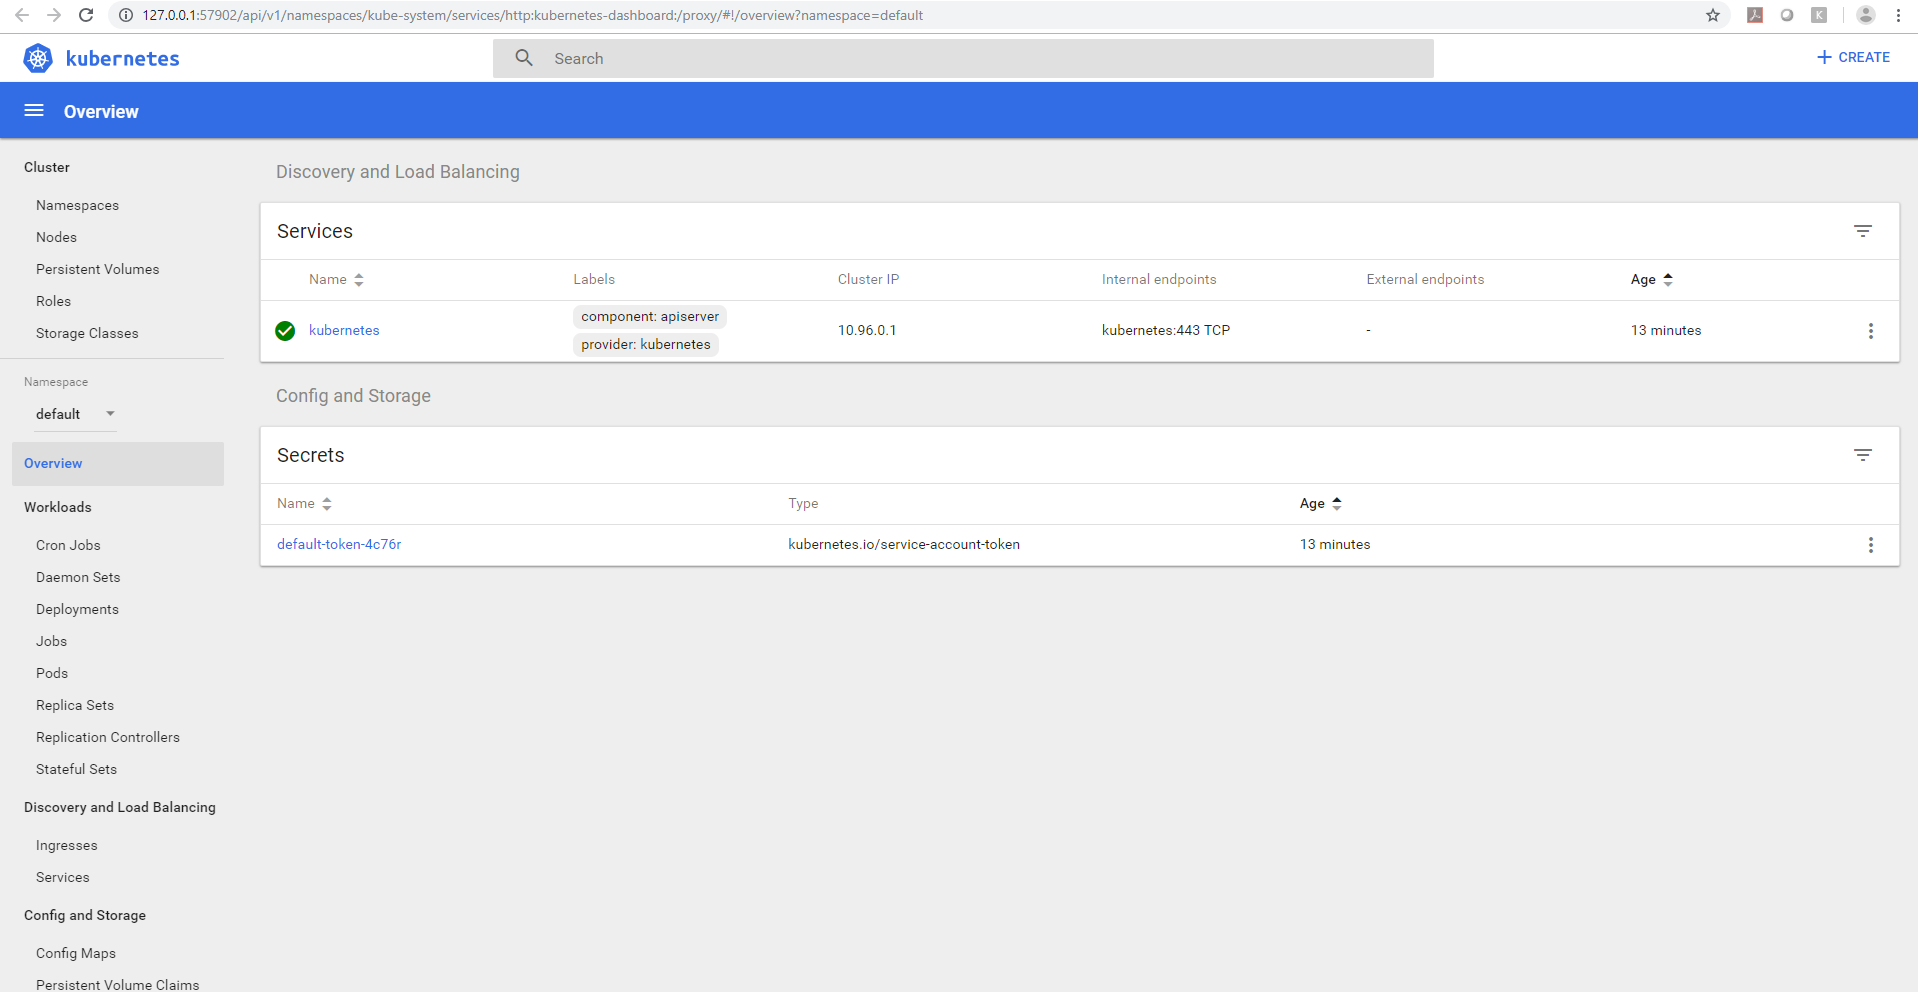 127.0.0.1:57902/api/v1/namespaces/kube-system/services/http:kubernetes-dashboard:/proxy/#!/overview?namespace=default
K
kubernetes
Search
+ CREATE
Overview
Cluster
Namespaces
Nodes
Persistent Volumes
Roles
Storage Classes
Namespace
default
Overview
Workloads
Cron Jobs
Daemon Sets
Deployments
Jobs
Pods
Replica Sets
Replication Controllers
Stateful Sets
Discovery and Load Balancing
Ingresses
Services
Config and Storage
Config Maps
Persistent Volume Claims
Discovery and Load Balancing
Services
Name Labels Cluster IP Internal endpoints External endpoints Age
kubernetes component: apiserver provider: kubernetes 10.96.0.1 kubernetes:443 TCP - 13 minutes
Config and Storage
Secrets
Name Type Age
default-token-4c76r kubernetes.io/service-account-token 13 minutes